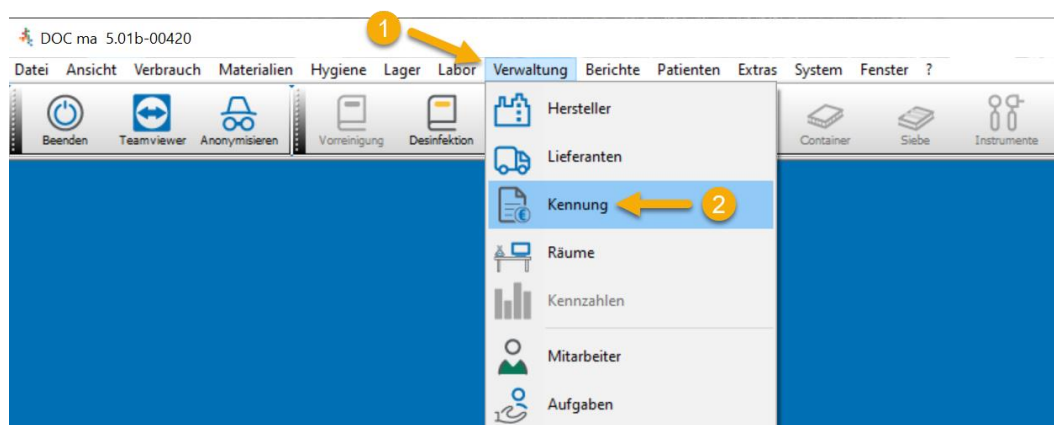 DOC ma 5.01b-00420
1
Datei Ansicht Verbrauch Materialien Hygiene Lager Labor Verwaltung Berichte Patienten Extras System Fenster ?
Beenden Teamviewer Anonymisieren Vorreinigung Desinfektion Container Siebe Instrumente
Hersteller
Lieferanten
Kennung 2
Räume
Kennzahlen
Mitarbeiter
Aufgaben